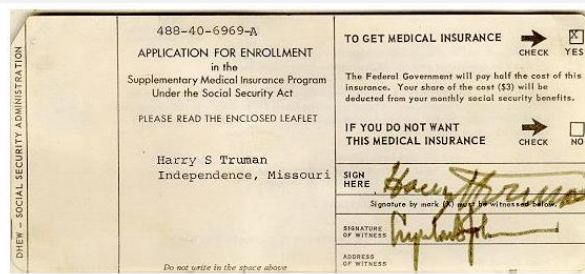 DHEW – SOCIAL SECURITY ADMINISTRATION
488-40-6969-A
APPLICATION FOR ENROLLMENT
in the
Supplementary Medical Insurance Program
Under the Social Security Act
PLEASE READ THE ENCLOSED LEAFLET
Harry S Truman
Independence, Missouri
Do not write in the space above
TO GET MEDICAL INSURANCE
CHECK
X
YES
The Federal Government will pay half the cost of this
insurance. Your share of the cost ($3) will be
deducted from your monthly social security benefits.
IF YOU DO NOT WANT
THIS MEDICAL INSURANCE
CHECK
NO
SIGN
HERE
Harry S Truman
Signature by mark (X) must be witnessed below.
SIGNATURE
OF WITNESS
ADDRESS
OF WITNESS